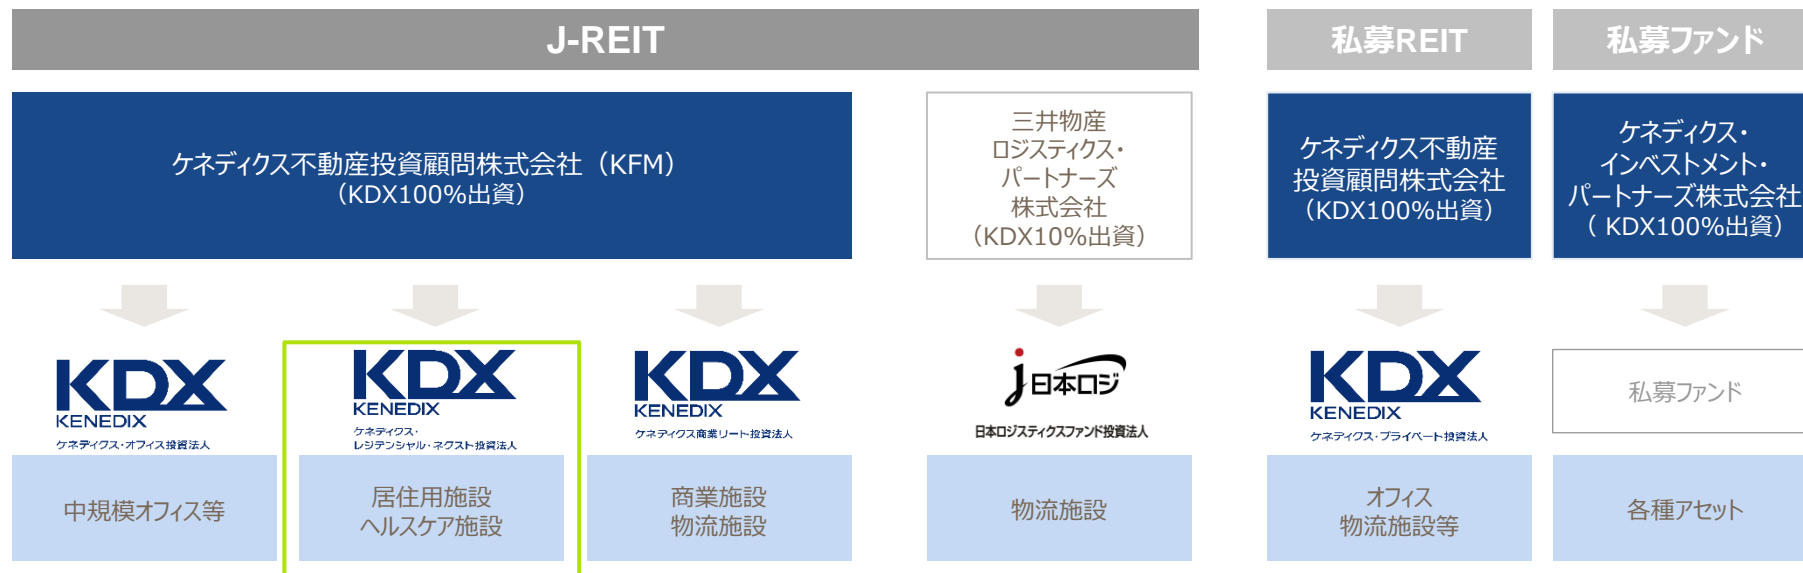 J-REIT
私募REIT
私募ファンド
ケネディクス不動産投資顧問株式会社（KFM）
（KDX100%出資）
三井物産
ロジスティクス・
パートナーズ
株式会社
（KDX10%出資）
ケネディクス不動産
投資顧問株式会社
（KDX100%出資）
ケネディクス・
インベストメント・
パートナーズ株式会社
（ KDX100%出資）
KDX
KENEDIX
ケネディクス・オフィス投資法人
KDX
KENEDIX
ケネディクス・
レジデンシャル・ネクスト投資法人
KDX
KENEDIX
ケネディクス商業リート投資法人
j日本ロジ
日本ロジスティクスファンド投資法人
KDX
KENEDIX
ケネディクス・プライベート投資法人
私募ファンド
中規模オフィス等
居住用施設
ヘルスケア施設
商業施設
物流施設
物流施設
オフィス
物流施設等
各種アセット